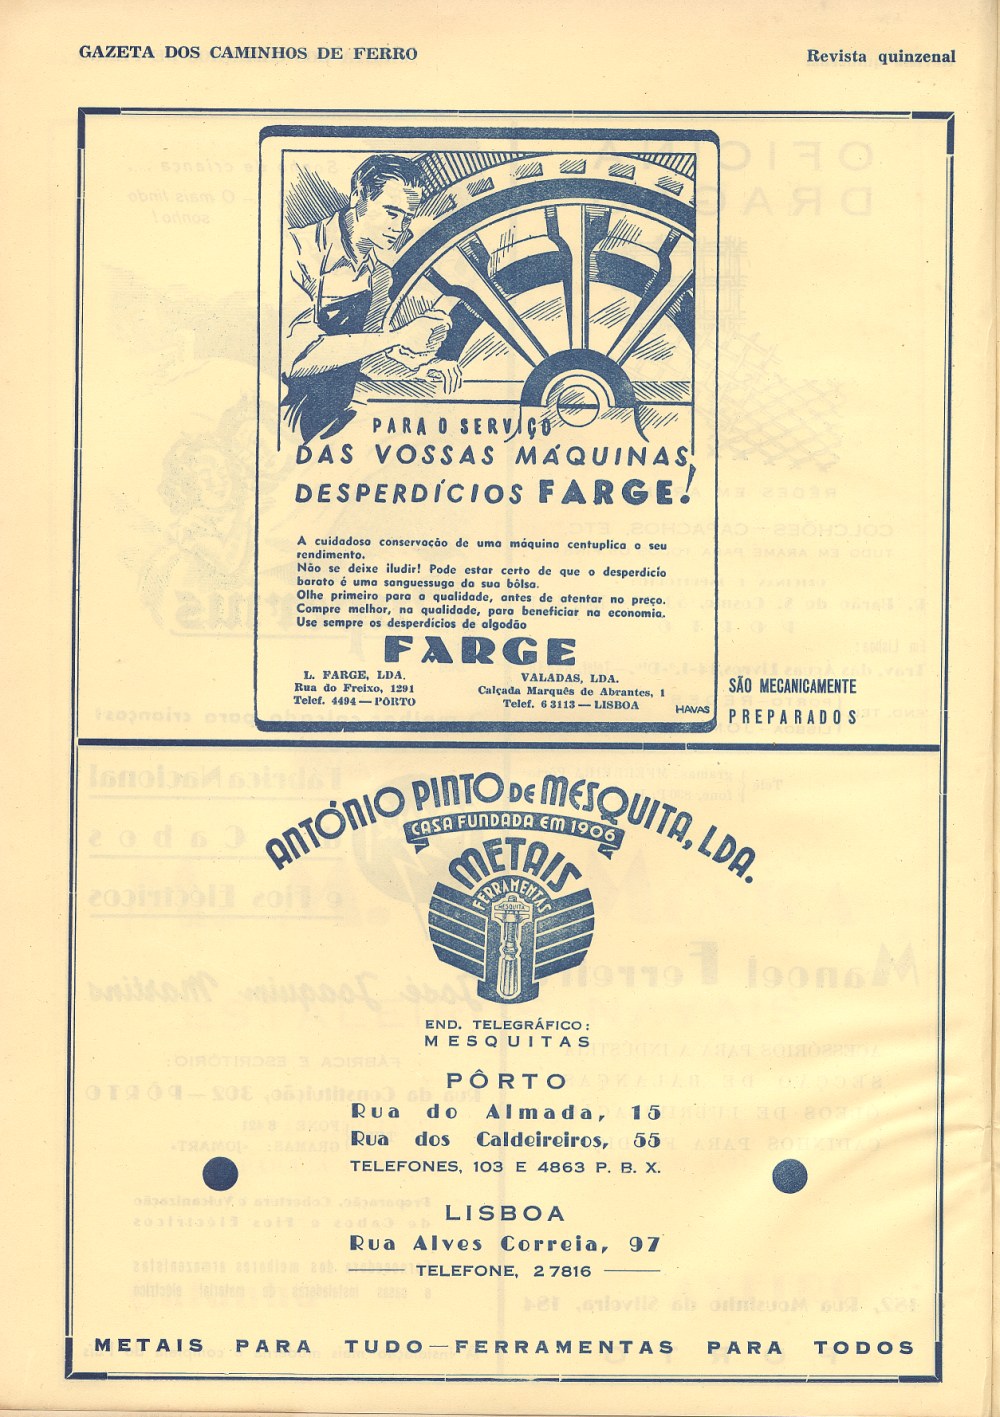 GAZETA DOS CAMINHOS DE FERRO
Revista quinzenal
PARA O SERVIÇO
DAS VOSSAS MÁQUINAS,
DESPERDÍCIOS FARGE!
A cuidadosa conservação de uma máquina centuplica o seu
rendimento.
Não se deixe iludir! Pode estar certo de que o desperdício
barato é uma sanguessuga da sua bôlsa.
Olhe primeiro para a qualidade, antes de atentar no preço.
Compre melhor, na qualidade, para beneficiar na economia.
Use sempre os desperdícios de algodão
FARGE
L. FARGE, LDA.
Rua do Freixo, 1291
Telef. 4494 — PÔRTO
VALADAS, LDA.
Calçada Marquês de Abrantes, 1
Telef. 6 3113 — LISBOA
HAVAS
SÃO MECANICAMENTE
PREPARADOS
ANTÓNIO PINTO DE MESQUITA, LDA.
CASA FUNDADA EM 1906
METAIS
FERRAMENTAS
MESQUITA
END. TELEGRÁFICO:
MESQUITAS
PÔRTO
Rua do Almada, 15
Rua dos Caldeireiros, 55
TELEFONES, 103 E 4863 P. B. X.
LISBOA
Rua Alves Correia, 97
TELEFONE, 27816
METAIS PARA TUDO — FERRAMENTAS PARA TODOS